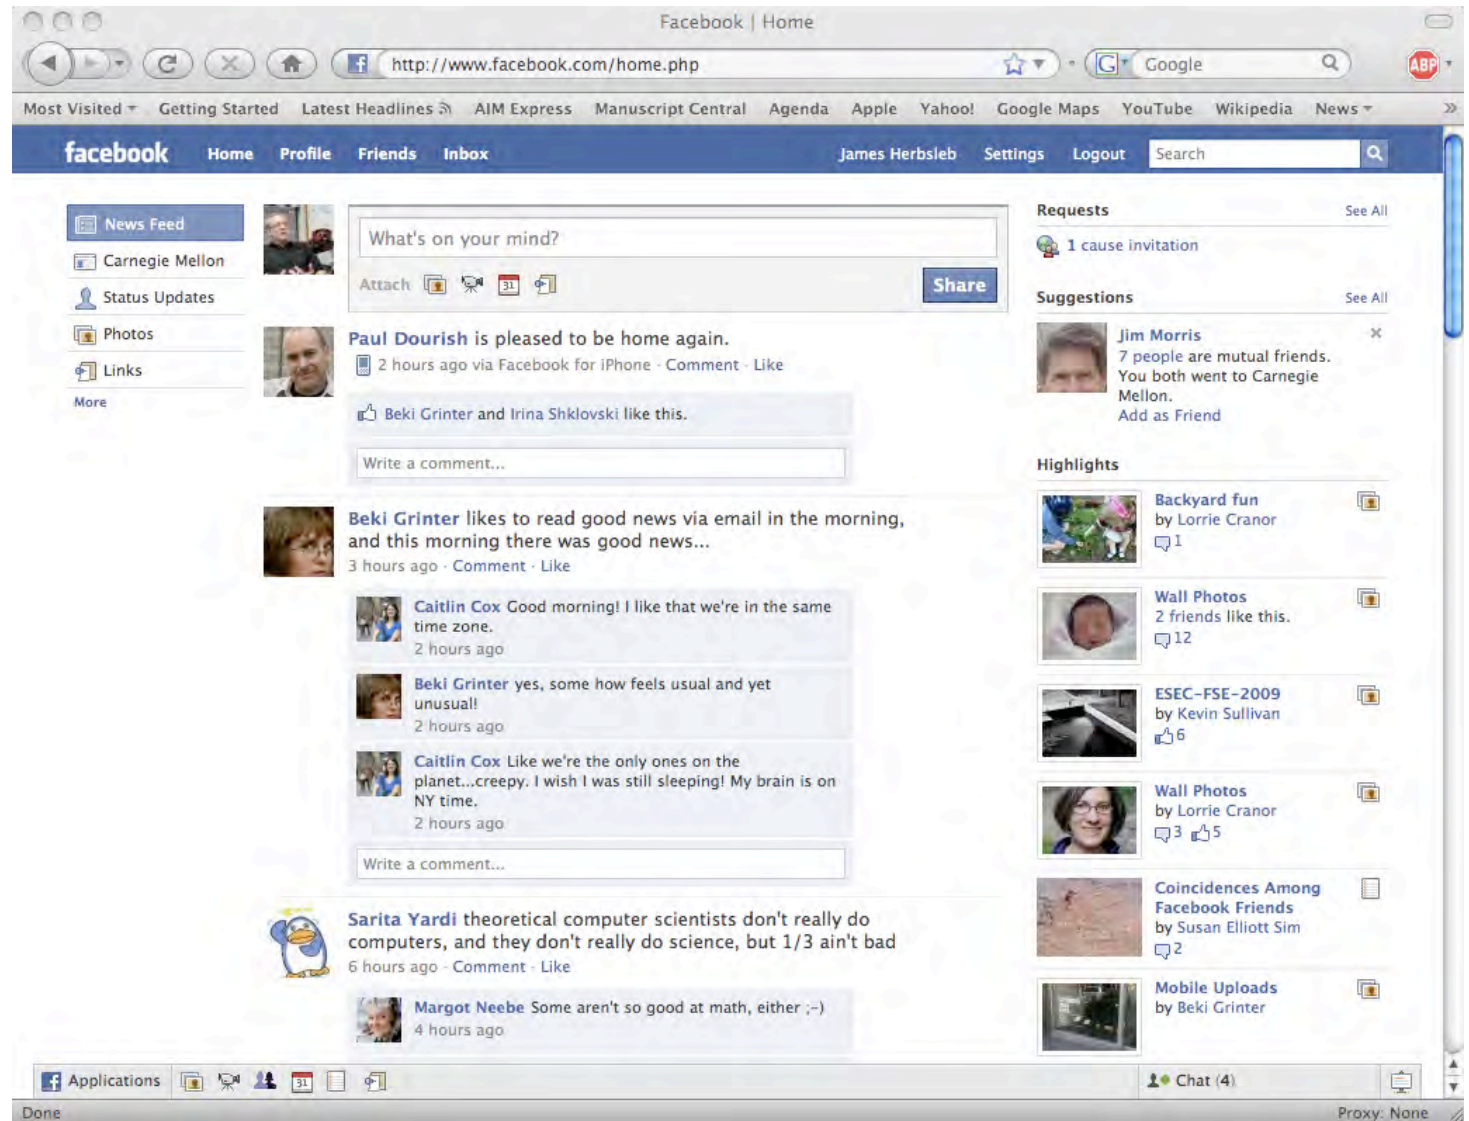 Facebook | Home
http://www.facebook.com/home.php
Google
ABP
Most Visited Getting Started Latest Headlines AIM Express Manuscript Central Agenda Apple Yahoo! Google Maps YouTube Wikipedia News
facebook Home Profile Friends Inbox James Herbsleb Settings Logout Search
News Feed
Carnegie Mellon
Status Updates
Photos
Links
More
What's on your mind?
Attach 31 Share
Paul Dourish is pleased to be home again.
2 hours ago via Facebook for iPhone · Comment · Like
Beki Grinter and Irina Shklovski like this.
Write a comment...
Beki Grinter likes to read good news via email in the morning,
and this morning there was good news...
3 hours ago · Comment · Like
Caitlin Cox Good morning! I like that we're in the same
time zone.
2 hours ago
Beki Grinter yes, some how feels usual and yet
unusual!
2 hours ago
Caitlin Cox Like we're the only ones on the
planet...creepy. I wish I was still sleeping! My brain is on
NY time.
2 hours ago
Write a comment...
Sarita Yardi theoretical computer scientists don't really do
computers, and they don't really do science, but 1/3 ain't bad
6 hours ago · Comment · Like
Margot Neebe Some aren't so good at math, either ;-)
4 hours ago
Requests See All
1 cause invitation
Suggestions See All
Jim Morris
7 people are mutual friends.
You both went to Carnegie
Mellon.
Add as Friend
Highlights
Backyard fun
by Lorrie Cranor
1
Wall Photos
2 friends like this.
12
ESEC-FSE-2009
by Kevin Sullivan
6
Wall Photos
by Lorrie Cranor
3 5
Coincidences Among
Facebook Friends
by Susan Elliott Sim
2
Mobile Uploads
by Beki Grinter
Applications 31 Chat (4)
Done Proxy: None